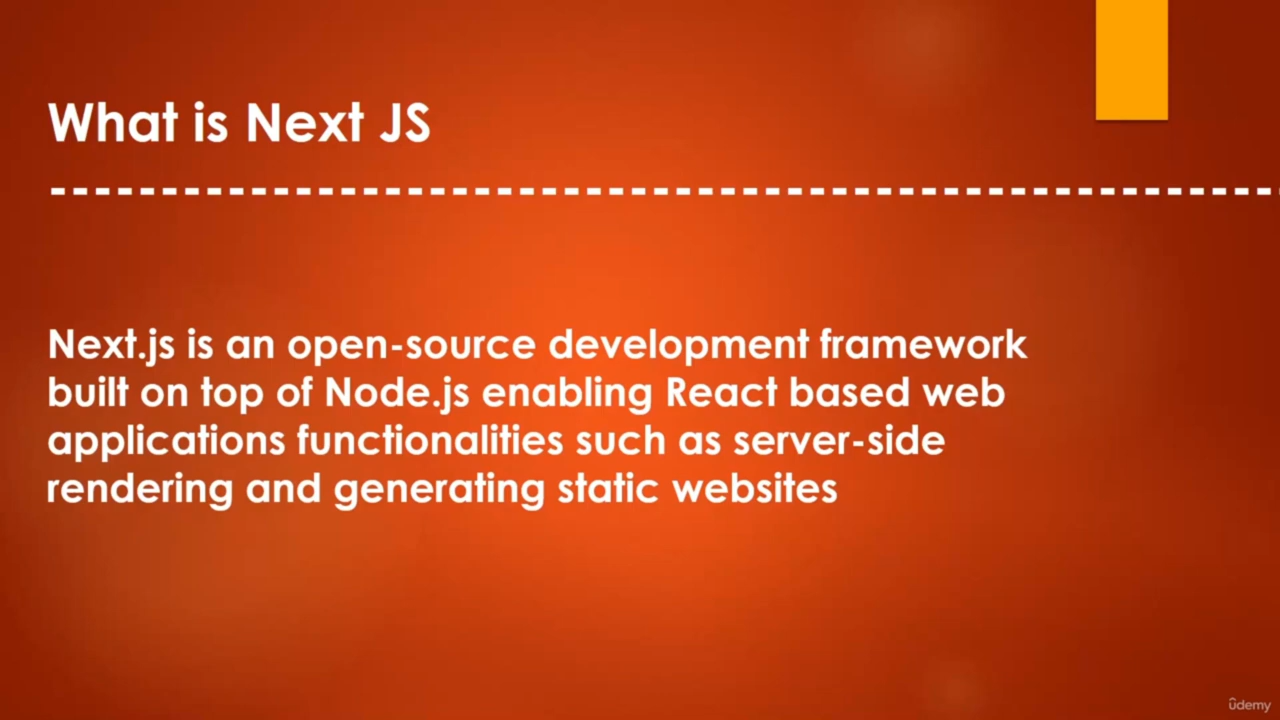 What is Next JS
Next.js is an open-source development framework
built on top of Node.js enabling React based web
applications functionalities such as server-side
rendering and generating static websites
ûdemy